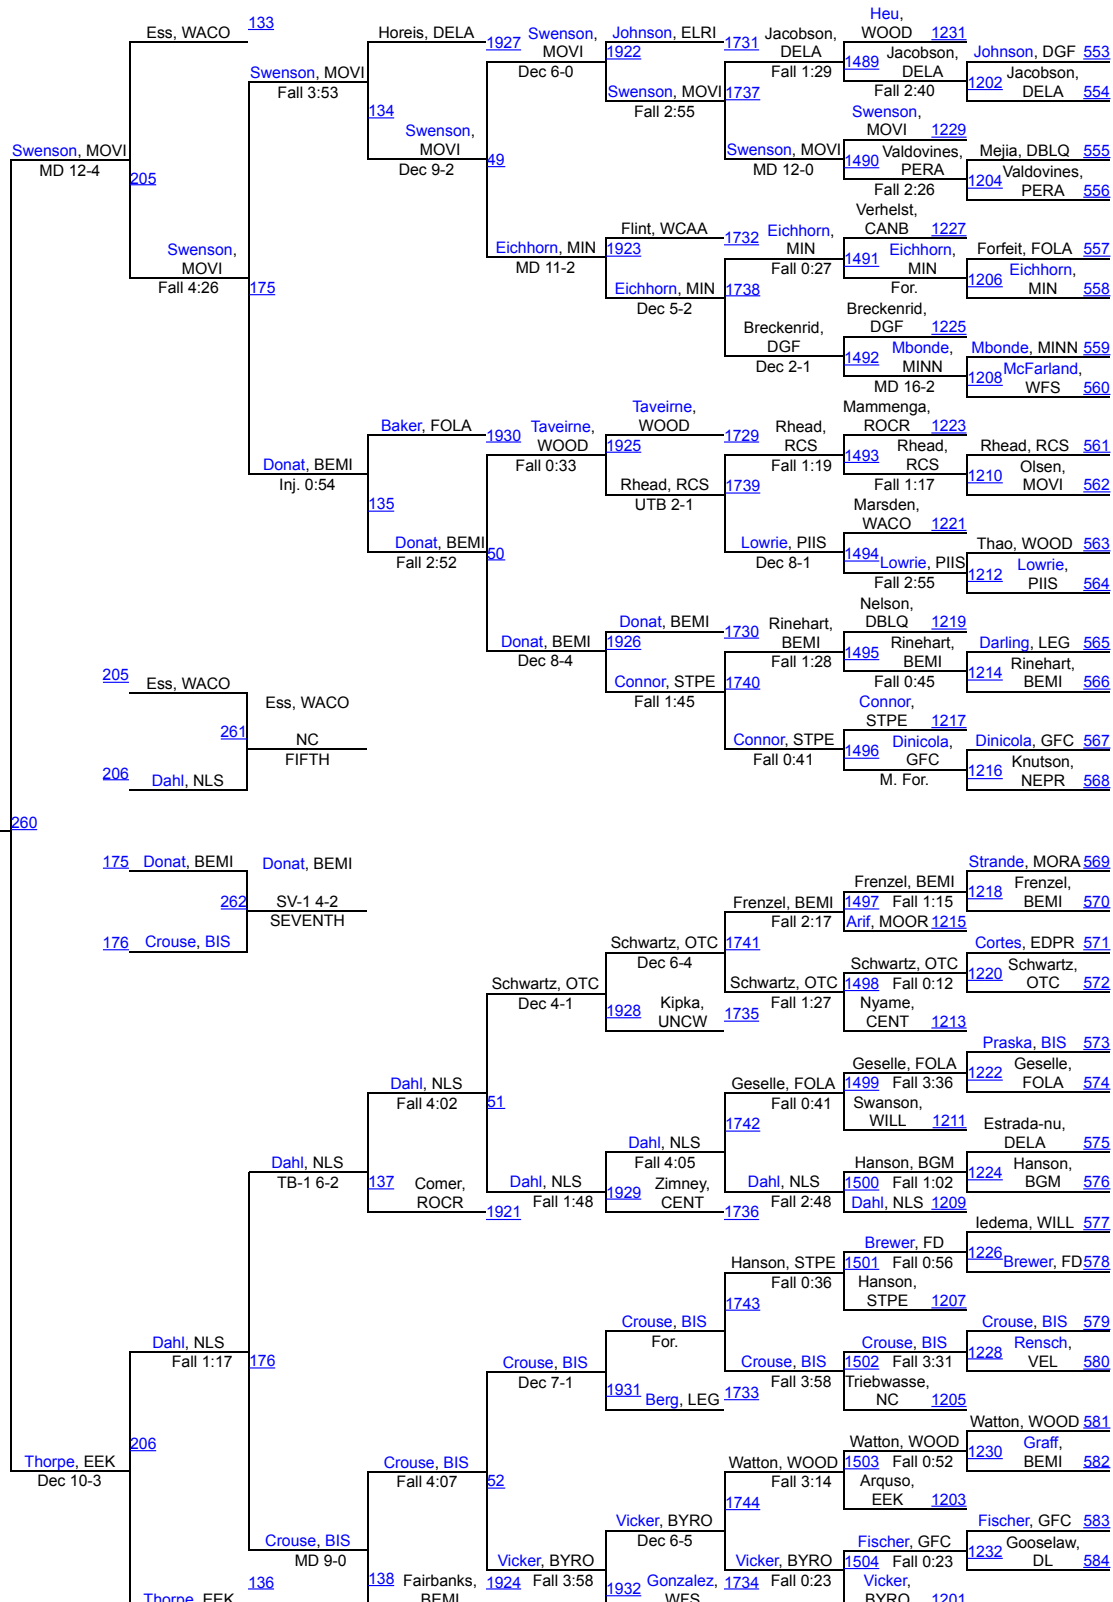 Heu,
Ess, WACO 133 Horeis, DELA 1927 Swenson, Johnson, ELRI 1731 Jacobson, WOOD 1231
MOVI 1922 DELA 1489 Jacobson, Johnson, DGF 553
Swenson, MOVI Dec 6-0 Fall 1:29 DELA 1202 Jacobson,
Fall 3:53 Swenson, MOVI 1737 Fall 2:40 DELA 554
134 Fall 2:55 Swenson,
Swenson, MOVI 1229
Swenson, MOVI MOVI 49 Swenson, MOVI 1490 Valdovines, Mejia, DBLQ 555
MD 12-4 205 Dec 9-2 MD 12-0 PERA 1204 Valdovines,
Fall 2:26 PERA 556
Verhelst,
Flint, WCAA 1732 Eichhorn, CANB 1227
Swenson, Eichhorn, MIN 1923 MIN 1491 Eichhorn, Forfeit, FOLA 557
MOVI MD 11-2 Fall 0:27 MIN 1206 Eichhorn,
Fall 4:26 175 Eichhorn, MIN 1738 For. MIN 558
Dec 5-2 Breckenrid,
Breckenrid, DGF 1225
DGF 1492 Mbonde, Mbonde, MINN 559
Dec 2-1 MINN 1208 McFarland,
MD 16-2 WFS 560
Taveirne, Mammenga,
Baker, FOLA 1930 Taveirne, WOOD 1729 Rhead, ROCR 1223
WOOD 1925 RCS 1493 Rhead, Rhead, RCS 561
Donat, BEMI Fall 0:33 Fall 1:19 RCS 1210 Olsen,
Inj. 0:54 Rhead, RCS 1739 Fall 1:17 MOVI 562
135 UTB 2-1 Marsden,
WACO 1221
Donat, BEMI 50 Lowrie, PIIS 1494 Lowrie, PIIS Thao, WOOD 563
Fall 2:52 Dec 8-1 Fall 2:55 1212 Lowrie,
PIIS 564
Nelson,
Donat, BEMI 1730 Rinehart, DBLQ 1219
Donat, BEMI 1926 BEMI 1495 Rinehart, Darling, LEG 565
Dec 8-4 Fall 1:28 BEMI 1214 Rinehart,
205 Ess, WACO Connor, STPE 1740 Fall 0:45 BEMI 566
Ess, WACO Fall 1:45 Connor,
STPE 1217
261 NC Connor, STPE 1496 Dinicola, Dinicola, GFC 567
FIFTH Fall 0:41 GFC 1216 Knutson,
206 Dahl, NLS M. For. NEPR 568
260
175 Donat, BEMI Donat, BEMI Strande, MORA 569
Frenzel, BEMI 1218 Frenzel,
262 SV-1 4-2 Frenzel, BEMI 1497 Fall 1:15 BEMI 570
SEVENTH Fall 2:17 Arif, MOOR 1215
176 Crouse, BIS Schwartz, OTC 1741 Cortes, EDPR 571
Dec 6-4 Schwartz, OTC 1220 Schwartz,
Schwartz, OTC Schwartz, OTC 1498 Fall 0:12 OTC 572
Dec 4-1 1928 Kipka, 1735 Fall 1:27 Nyame,
UNCW CENT 1213
Praska, BIS 573
Geselle, FOLA 1222 Geselle,
Dahl, NLS Geselle, FOLA 1499 Fall 3:36 FOLA 574
Fall 4:02 51 Fall 0:41 Swanson,
1742 WILL 1211 Estrada-nu,
Dahl, NLS DELA 575
Dahl, NLS Fall 4:05 Hanson, BGM 1224 Hanson,
TB-1 6-2 137 Comer, Dahl, NLS 1929 Zimney, Dahl, NLS 1500 Fall 1:02 BGM 576
ROCR 1921 Fall 1:48 CENT 1736 Fall 2:48 Dahl, NLS 1209
Iedema, WILL 577
Brewer, FD 1226 Brewer, FD 578
Hanson, STPE 1501 Fall 0:56
Fall 0:36 Hanson,
1743 STPE 1207
Crouse, BIS Crouse, BIS 579
Dahl, NLS For. Crouse, BIS 1228 Rensch,
Fall 1:17 176 Crouse, BIS Crouse, BIS 1502 Fall 3:31 VEL 580
Dec 7-1 1931 Berg, LEG 1733 Fall 3:58 Triebwasse,
NC 1205
Watton, WOOD 581
206 Watton, WOOD 1230 Graff,
Thorpe, EEK Crouse, BIS Watton, WOOD 1503 Fall 0:52 BEMI 582
Dec 10-3 Fall 4:07 52 Fall 3:14 Arquso,
1744 EEK 1203
Vicker, BYRO Fischer, GFC 583
Crouse, BIS Dec 6-5 Fischer, GFC 1232 Gooselaw,
MD 9-0 Vicker, BYRO Vicker, BYRO 1504 Fall 0:23 DL 584
136 138 Fairbanks, 1924 Fall 3:58 1932 Gonzalez, 1734 Fall 0:23 Vicker,
Thorpe, EEK BEMI WFS BYRO 1201